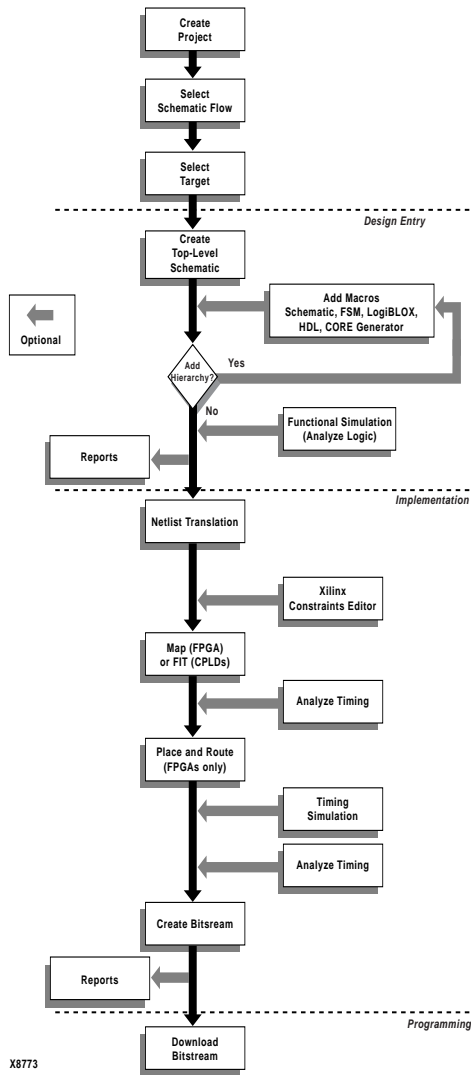 Create
Project
Select
Schematic Flow
Select
Target
Design Entry
Create
Top-Level
Schematic
Add Macros
Schematic, FSM, LogiBLOX,
HDL, CORE Generator
Optional
Add
Hierarchy?
Yes
No
Functional Simulation
(Analyze Logic)
Reports
Implementation
Netlist Translation
Xilinx
Constraints Editor
Map (FPGA)
or FIT (CPLDs)
Analyze Timing
Place and Route
(FPGAs only)
Timing
Simulation
Analyze Timing
Create Bitsream
Reports
Programming
Download
Bitstream
X8773